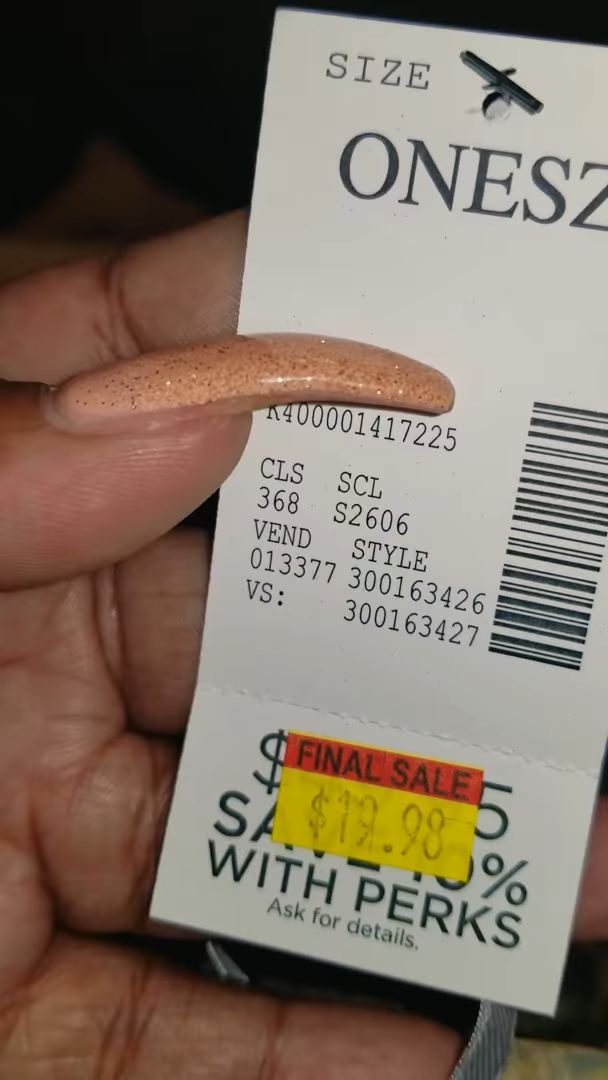 SIZE
ONESZ
K400001417225
CLS SCL
368 S2606
VEND STYLE
013377 300163426
VS: 300163427
FINAL SALE
$19.98
WITH PERKS
Ask for details.